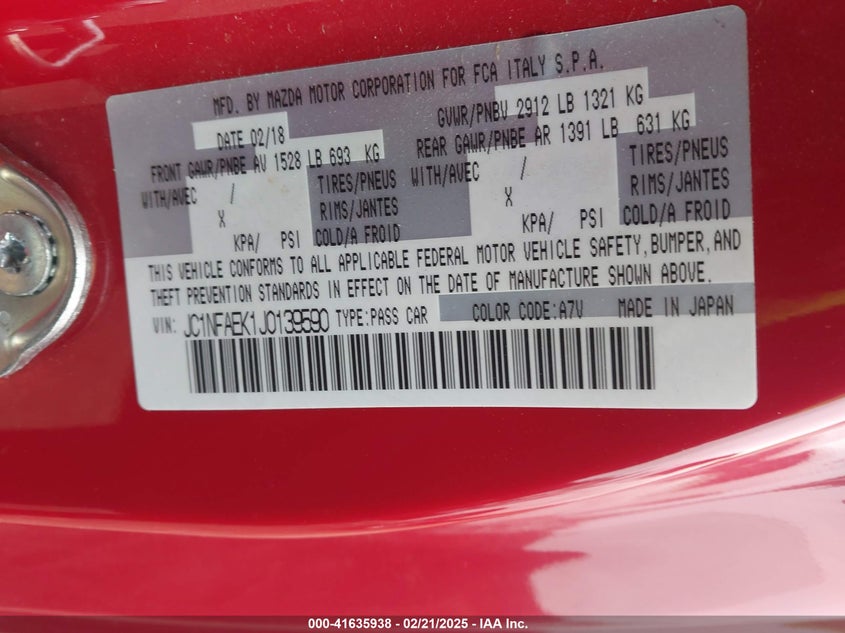 MFD. BY MAZDA MOTOR CORPORATION FOR FCA ITALY S.P.A.
DATE 02/18 GVWR/PNBV 2912 LB 1321 KG
FRONT GAWR/PNBE AV 1528 LB 693 KG REAR GAWR/PNBE AR 1391 LB 631 KG
WITH/AVEC / TIRES/PNEUS WITH/AVEC / TIRES/PNEUS
X RIMS/JANTES X RIMS/JANTES
KPA/ PSI COLD/A FROID KPA/ PSI COLD/A FROID
THIS VEHICLE CONFORMS TO ALL APPLICABLE FEDERAL MOTOR VEHICLE SAFETY, BUMPER, AND
THEFT PREVENTION STANDARDS IN EFFECT ON THE DATE OF MANUFACTURE SHOWN ABOVE.
VIN: JC1NFAEK1J0139590 TYPE:PASS CAR COLOR CODE:A7V MADE IN JAPAN
000-41635938 - 02/21/2025 - IAA Inc.